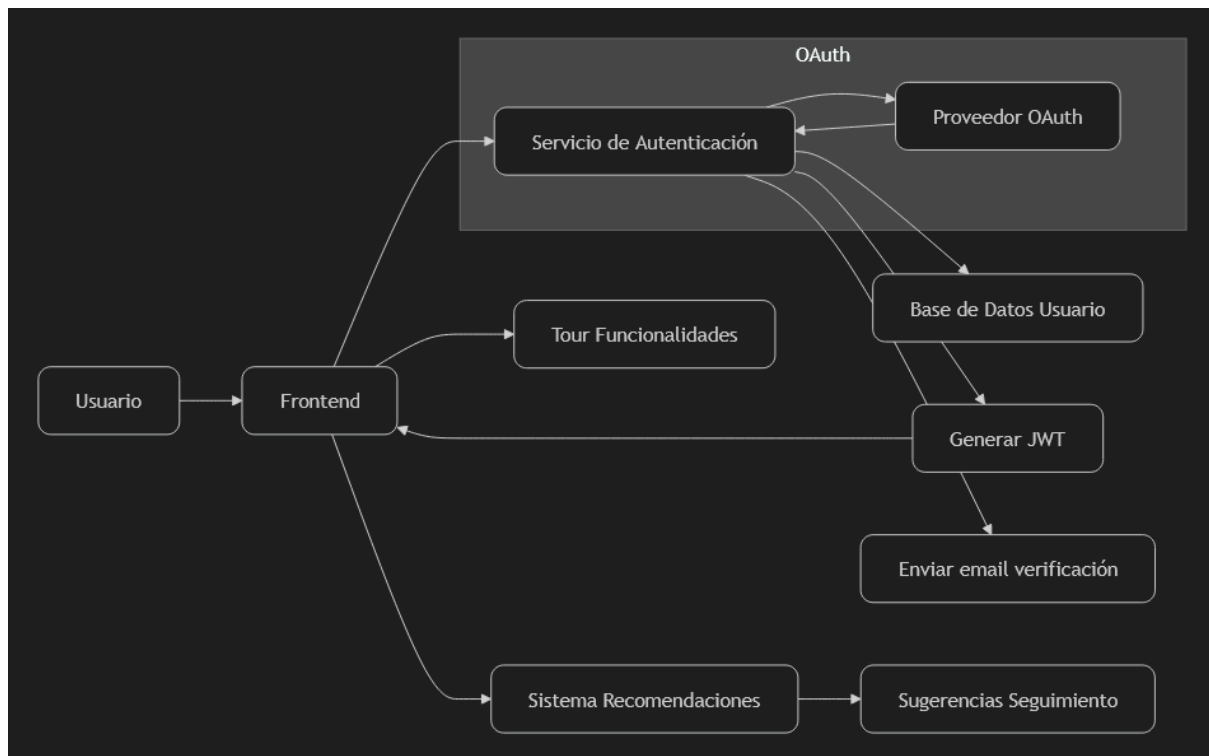 OAuth
Proveedor OAuth
Servicio de Autenticación
Base de Datos Usuario
Tour Funcionalidades
Usuario
Frontend
Generar JWT
Enviar email verificación
Sistema Recomendaciones
Sugerencias Seguimiento